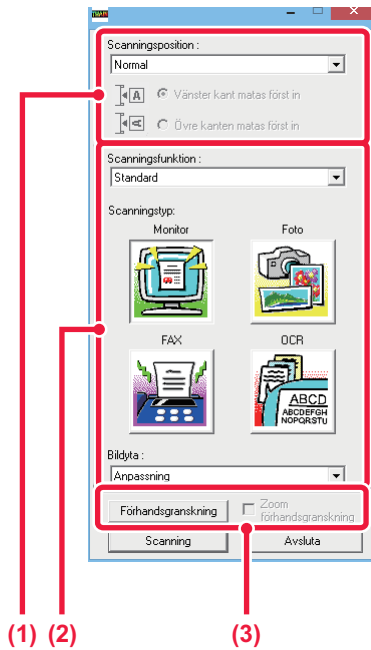 TWAIN
Scanningsposition :
Normal
A Vänster kant matas först in
A Övre kanten matas först in
Scanningsfunktion :
Standard
Scanningstyp:
Monitor Foto
FAX OCR
ABCD
ABCDEFGH
NOPQRSTU
Bildyta :
Anpassning
Förhandsgranskning Zoom förhandsgranskning
Scanning Avsluta
(1) (2) (3)